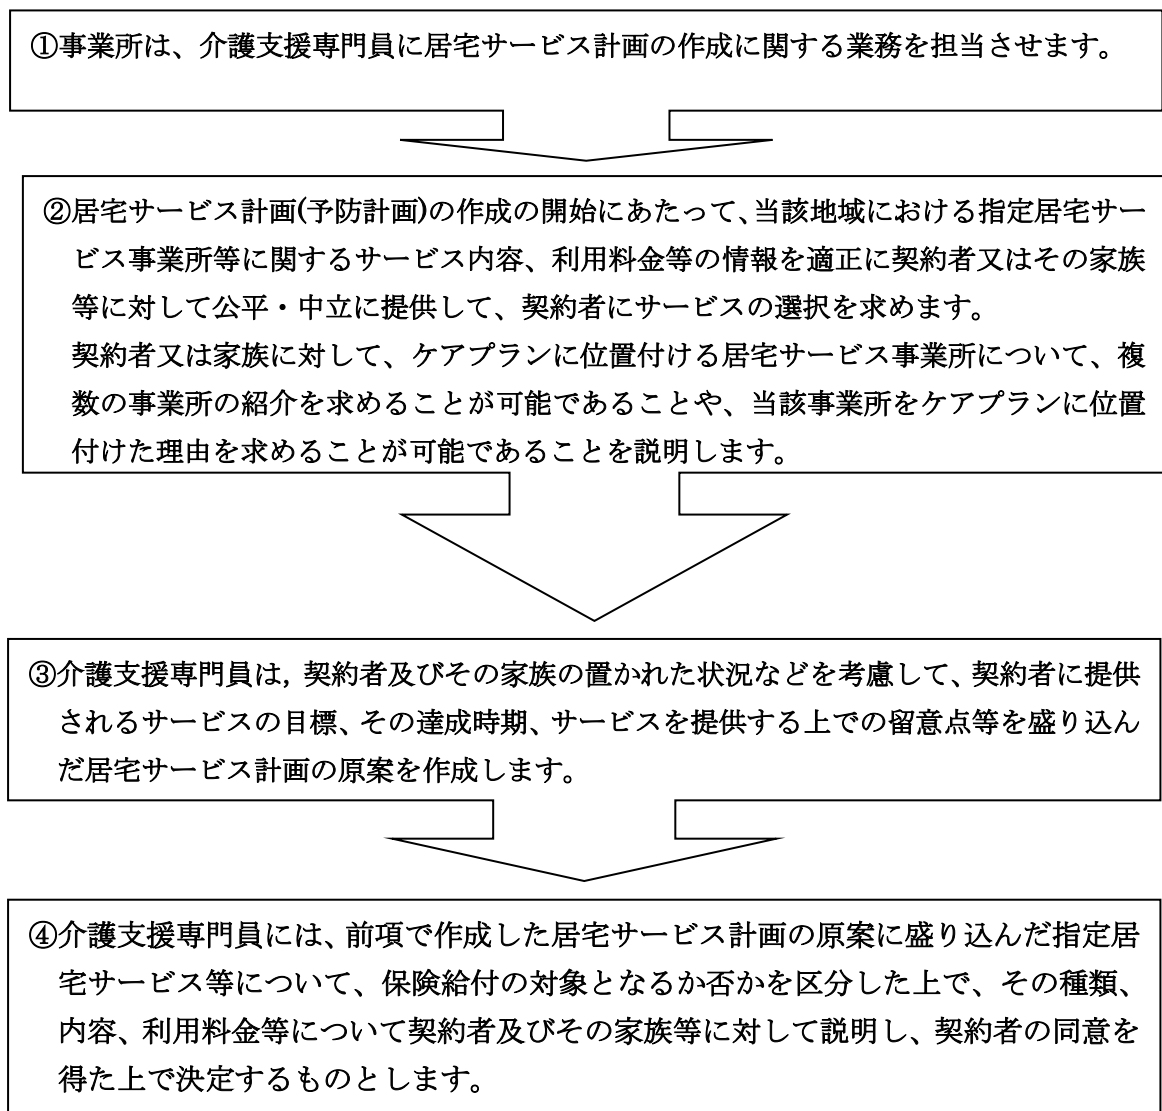 ①事業所は、介護支援専門員に居宅サービス計画の作成に関する業務を担当させます。
②居宅サービス計画(予防計画)の作成の開始にあたって、当該地域における指定居宅サー
ビス事業所等に関するサービス内容、利用料金等の情報を適正に契約者又はその家族
等に対して公平・中立に提供して、契約者にサービスの選択を求めます。
契約者又は家族に対して、ケアプランに位置付ける居宅サービス事業所について、複
数の事業所の紹介を求めることが可能であることや、当該事業所をケアプランに位置
付けた理由を求めることが可能であることを説明します。
③介護支援専門員は,契約者及びその家族の置かれた状況などを考慮して、契約者に提供
されるサービスの目標、その達成時期、サービスを提供する上での留意点等を盛り込ん
だ居宅サービス計画の原案を作成します。
④介護支援専門員には、前項で作成した居宅サービス計画の原案に盛り込んだ指定居
宅サービス等について、保険給付の対象となるか否かを区分した上で、その種類、
内容、利用料金等について契約者及びその家族等に対して説明し、契約者の同意を
得た上で決定するものとします。